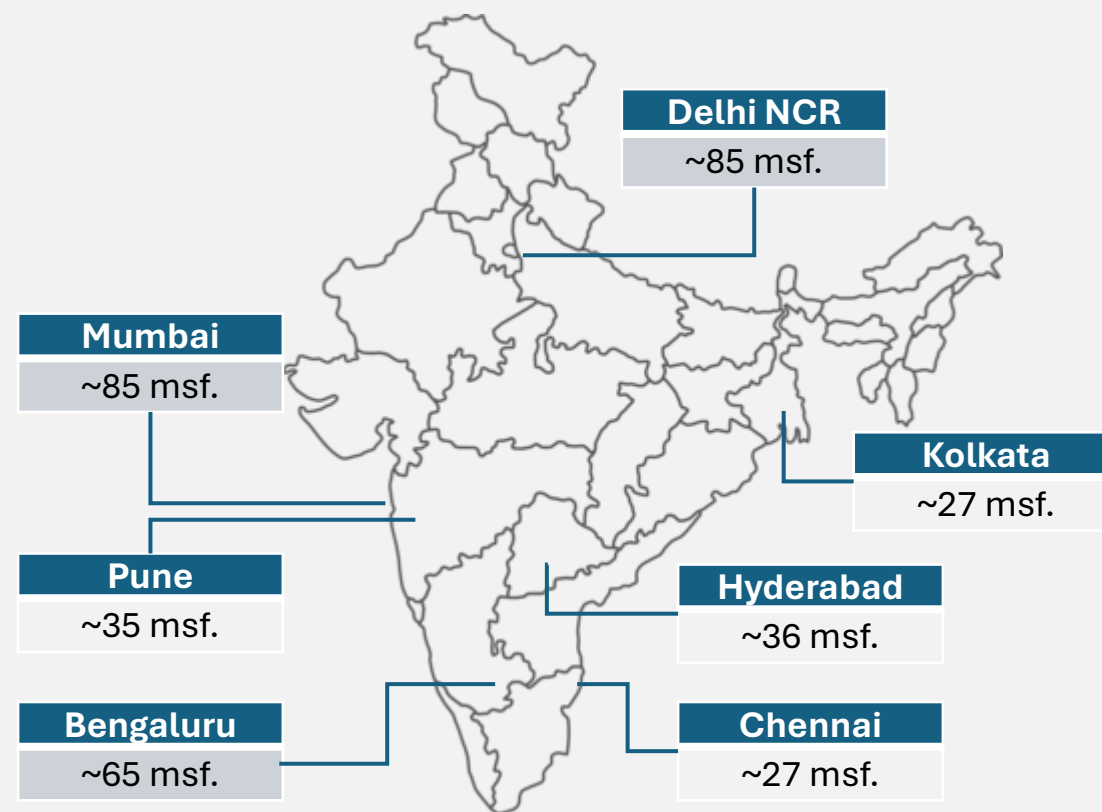 Delhi NCR
~85 msf.
Mumbai
~85 msf.
Kolkata
~27 msf.
Pune
~35 msf.
Hyderabad
~36 msf.
Bengaluru
~65 msf.
Chennai
~27 msf.